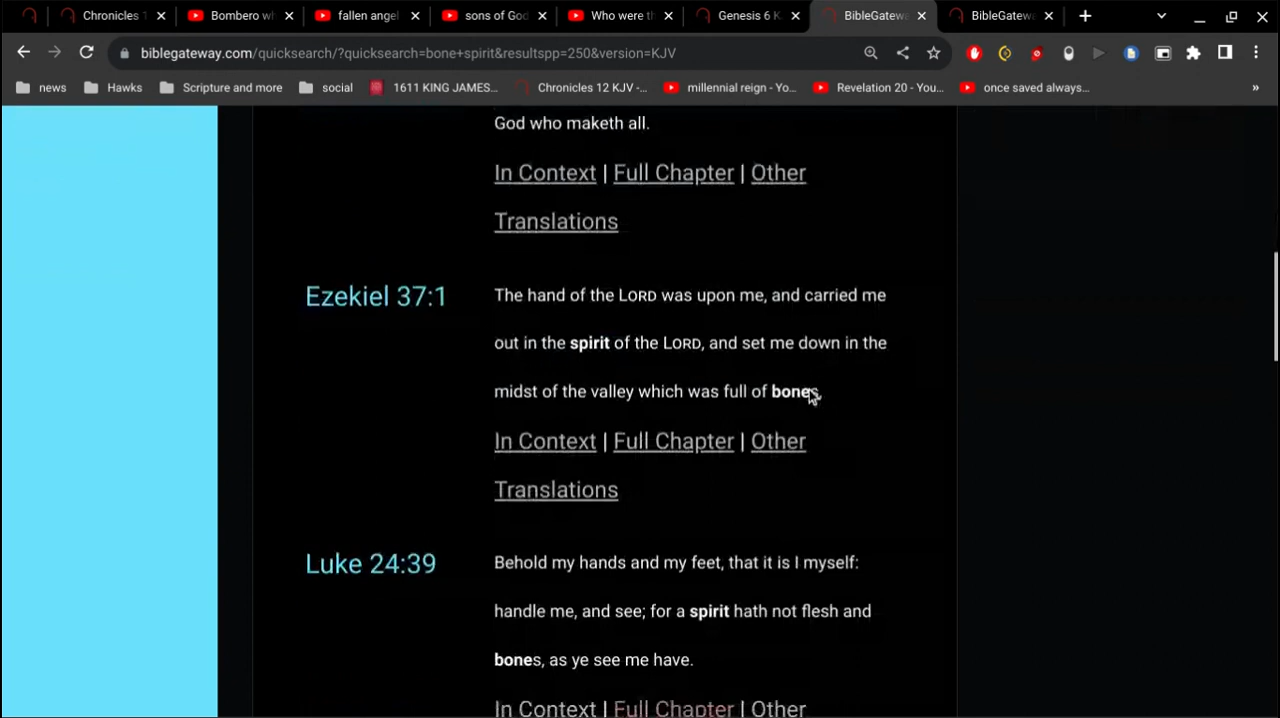 Chronicles 1
Bombero wh
fallen angel
sons of God
Who were th
Genesis 6 K
BibleGatewa
BibleGatewa
biblegateway.com/quicksearch/?quicksearch=bone+spirit&resultspp=250&version=KJV
news
Hawks
Scripture and more
social
1611 KING JAMES...
Chronicles 12 KJV -...
millennial reign - Yo...
Revelation 20 - You...
once saved always...
»
God who maketh all.
In Context | Full Chapter | Other
Translations
Ezekiel 37:1
The hand of the LORD was upon me, and carried me
out in the spirit of the LORD, and set me down in the
midst of the valley which was full of bones.
In Context | Full Chapter | Other
Translations
Luke 24:39
Behold my hands and my feet, that it is I myself:
handle me, and see; for a spirit hath not flesh and
bones, as ye see me have.
In Context | Full Chapter | Other